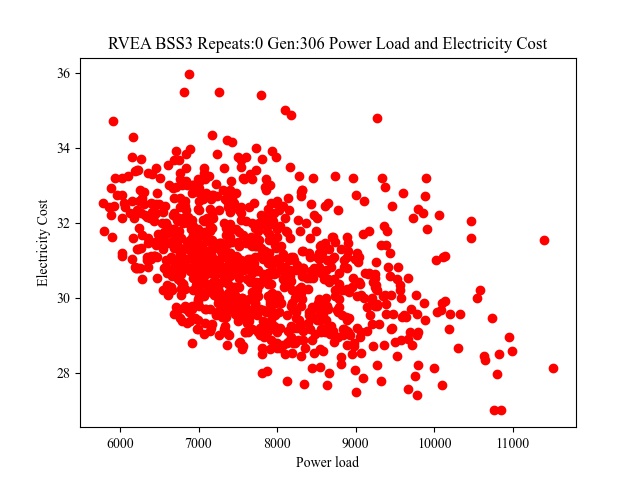 RVEA BSS3 Repeats:0 Gen:306 Power Load and Electricity Cost
36
34
32
30
28
Electricity Cost
6000 7000 8000 9000 10000 11000
Power load